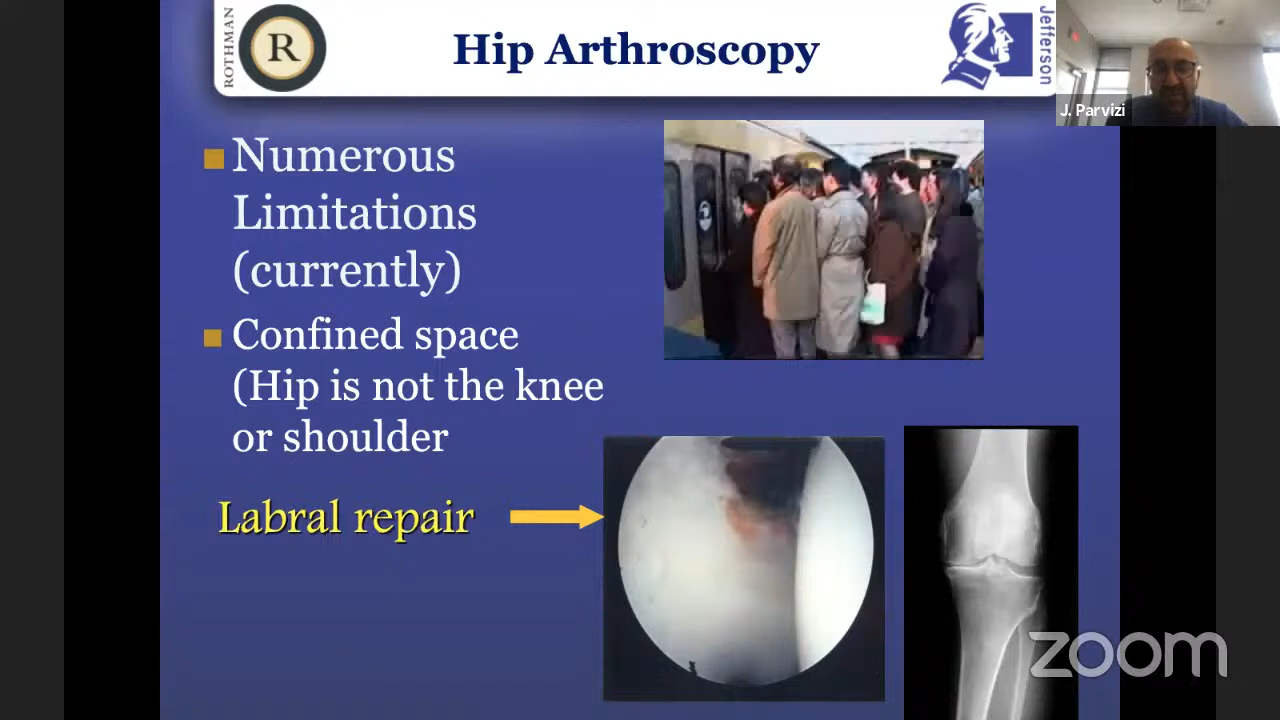 ROTHMAN
R
Hip Arthroscopy
Jefferson
J. Parvizi
Numerous
Limitations
(currently)
Confined space
(Hip is not the knee
or shoulder
Labral repair
zoom